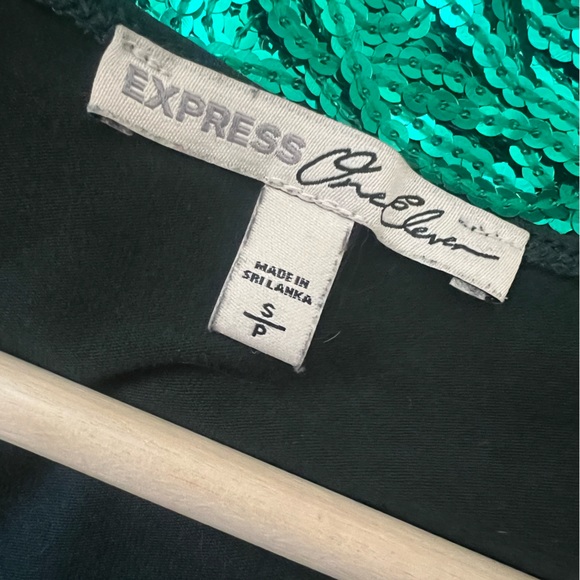 EXPRESS
One Eleven
MADE IN
SRI LANKA
S
P